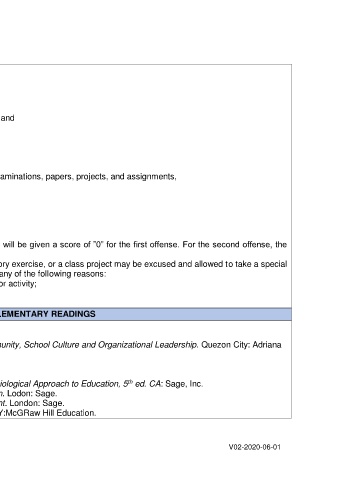 and
aminations, papers, projects, and assignments,
will be given a score of "0" for the first offense. For the second offense, the
ory exercise, or a class project may be excused and allowed to take a special
any of the following reasons:
or activity;
LEMENTARY READINGS
unity, School Culture and Organizational Leadership. Quezon City: Adriana
iological Approach to Education, 5th ed. CA: Sage, Inc.
n. Lodon: Sage.
nt. London: Sage.
Y:McGRaw Hill Education.
V02-2020-06-01